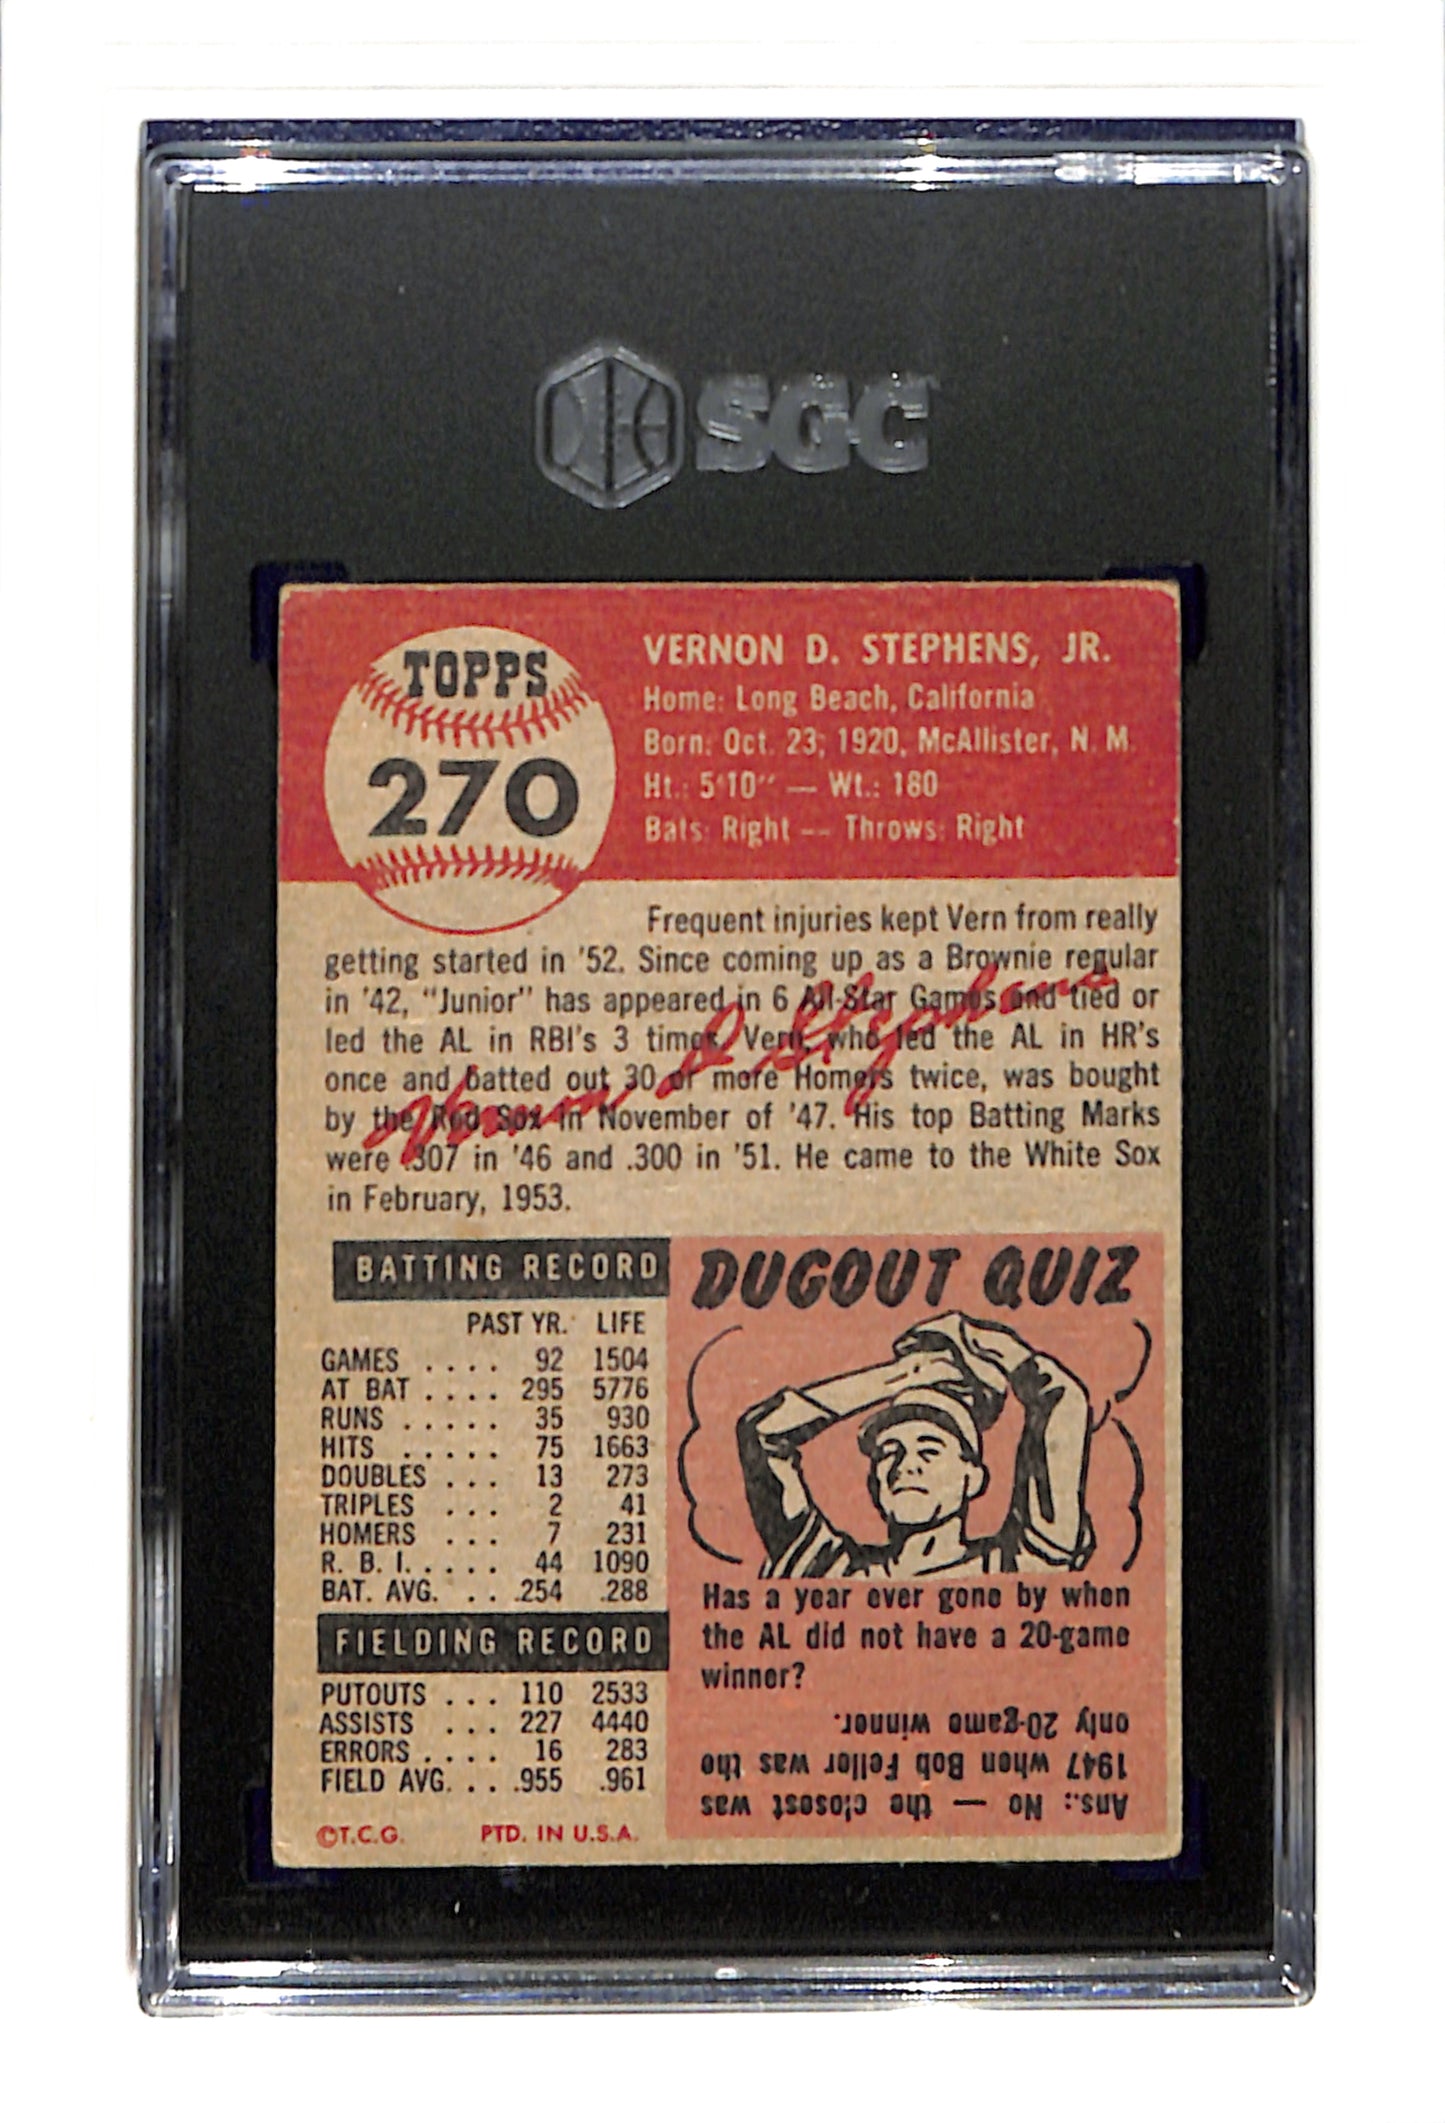 SGC
TOPPS
270
VERNON D. STEPHENS, JR.
Home: Long Beach, California
Born: Oct. 23, 1920, McAllister, N. M.
Ht.: 5'10" — Wt.: 180
Bats: Right -- Throws: Right
Frequent injuries kept Vern from really
getting started in '52. Since coming up as a Brownie regular
in '42, "Junior" has appeared in 6 All-Star Games and tied or
led the AL in RBI's 3 times. Vern, who led the AL in HR's
once and batted out 30 or more Homers twice, was bought
by the Red Sox in November of '47. His top Batting Marks
were .307 in '46 and .300 in '51. He came to the White Sox
in February, 1953.
Vernon D Stephens
BATTING RECORD
PAST YR. LIFE
GAMES . . . . 92 1504
AT BAT . . . . 295 5776
RUNS . . . . . 35 930
HITS . . . . . 75 1663
DOUBLES . . . 13 273
TRIPLES . . . 2 41
HOMERS . . . 7 231
R. B. I. . . . . 44 1090
BAT. AVG. . . .254 .288
FIELDING RECORD
PUTOUTS . . . 110 2533
ASSISTS . . . 227 4440
ERRORS . . . . 16 283
FIELD AVG. . . .955 .961
©T.C.G. PTD. IN U.S.A.
DUGOUT QUIZ
Has a year ever gone by when
the AL did not have a 20-game
winner?
Ans.: No — the closest was
1947 when Bob Feller was the
only 20-game winner.